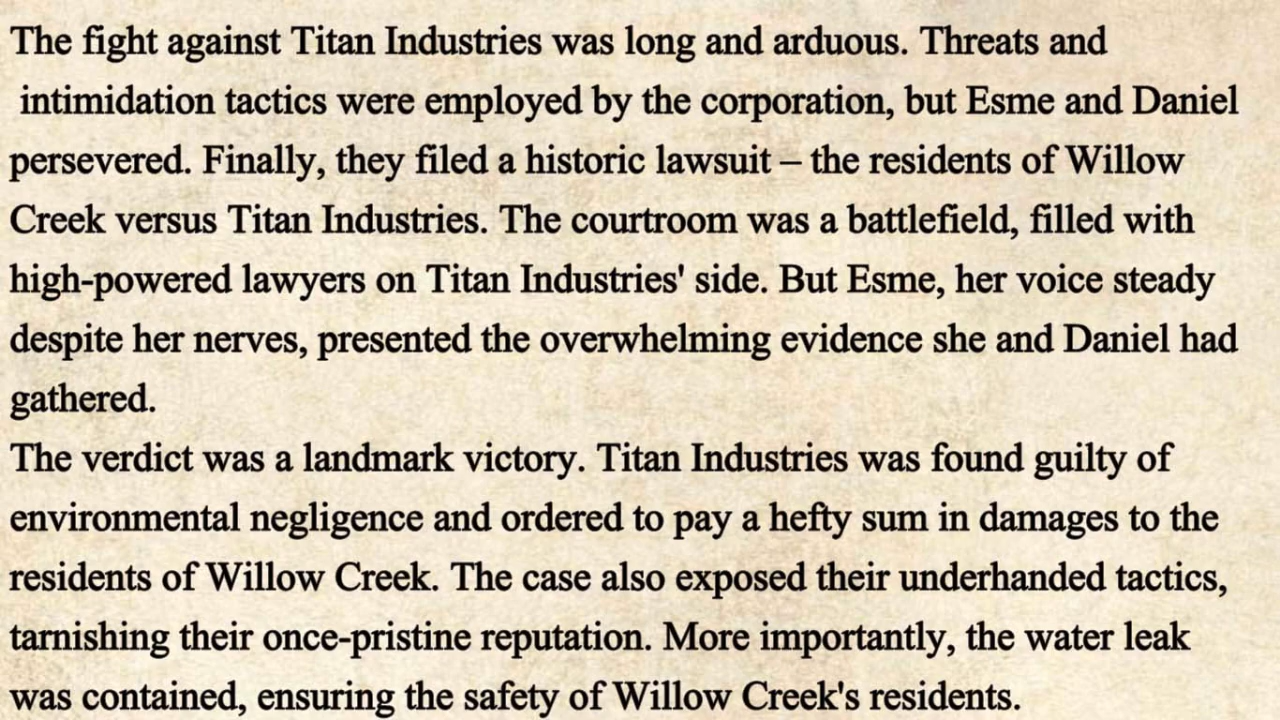 The fight against Titan Industries was long and arduous. Threats and
intimidation tactics were employed by the corporation, but Esme and Daniel
persevered. Finally, they filed a historic lawsuit – the residents of Willow
Creek versus Titan Industries. The courtroom was a battlefield, filled with
high-powered lawyers on Titan Industries' side. But Esme, her voice steady
despite her nerves, presented the overwhelming evidence she and Daniel had
gathered.
The verdict was a landmark victory. Titan Industries was found guilty of
environmental negligence and ordered to pay a hefty sum in damages to the
residents of Willow Creek. The case also exposed their underhanded tactics,
tarnishing their once-pristine reputation. More importantly, the water leak
was contained, ensuring the safety of Willow Creek's residents.